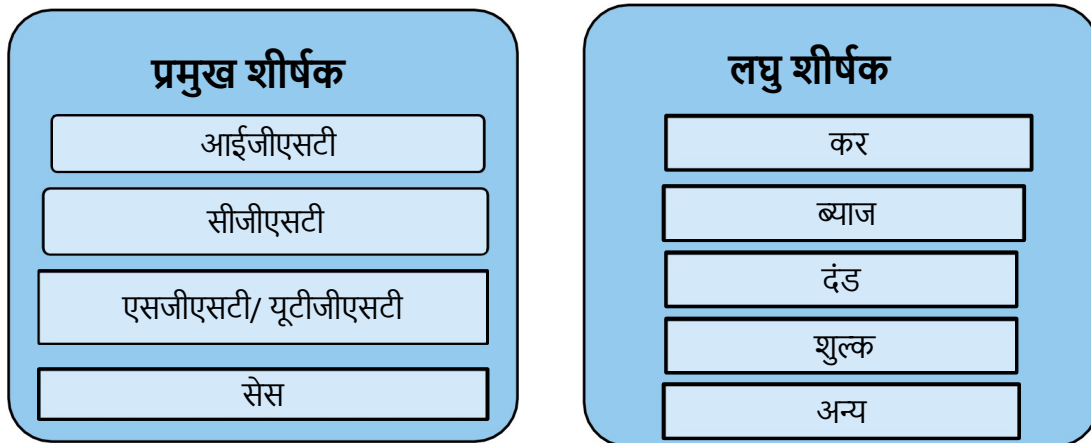 प्रमुख शीर्षक
आईजीएसटी
सीजीएसटी
एसजीएसटी/ यूटीजीएसटी
सेस
लघु शीर्षक
कर
ब्याज
दंड
शुल्क
अन्य